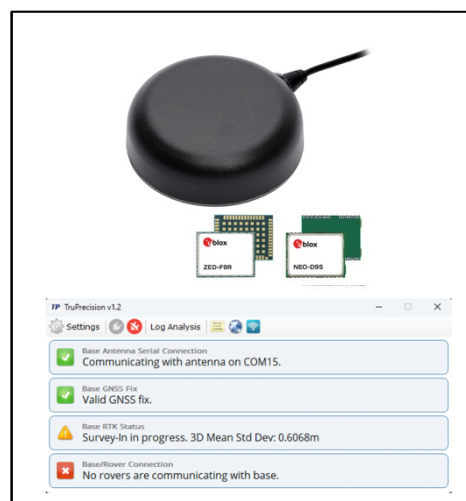 blox
ZED-F9R
blox
NEO-D9S
TP TruPrecision v1.2
Settings Log Analysis
Base Antenna Serial Connection
Communicating with antenna on COM15.
Base GNSS Fix
Valid GNSS fix.
Base RTK Status
Survey-In in progress. 3D Mean Std Dev: 0.6068m
Base/Rover Connection
No rovers are communicating with base.